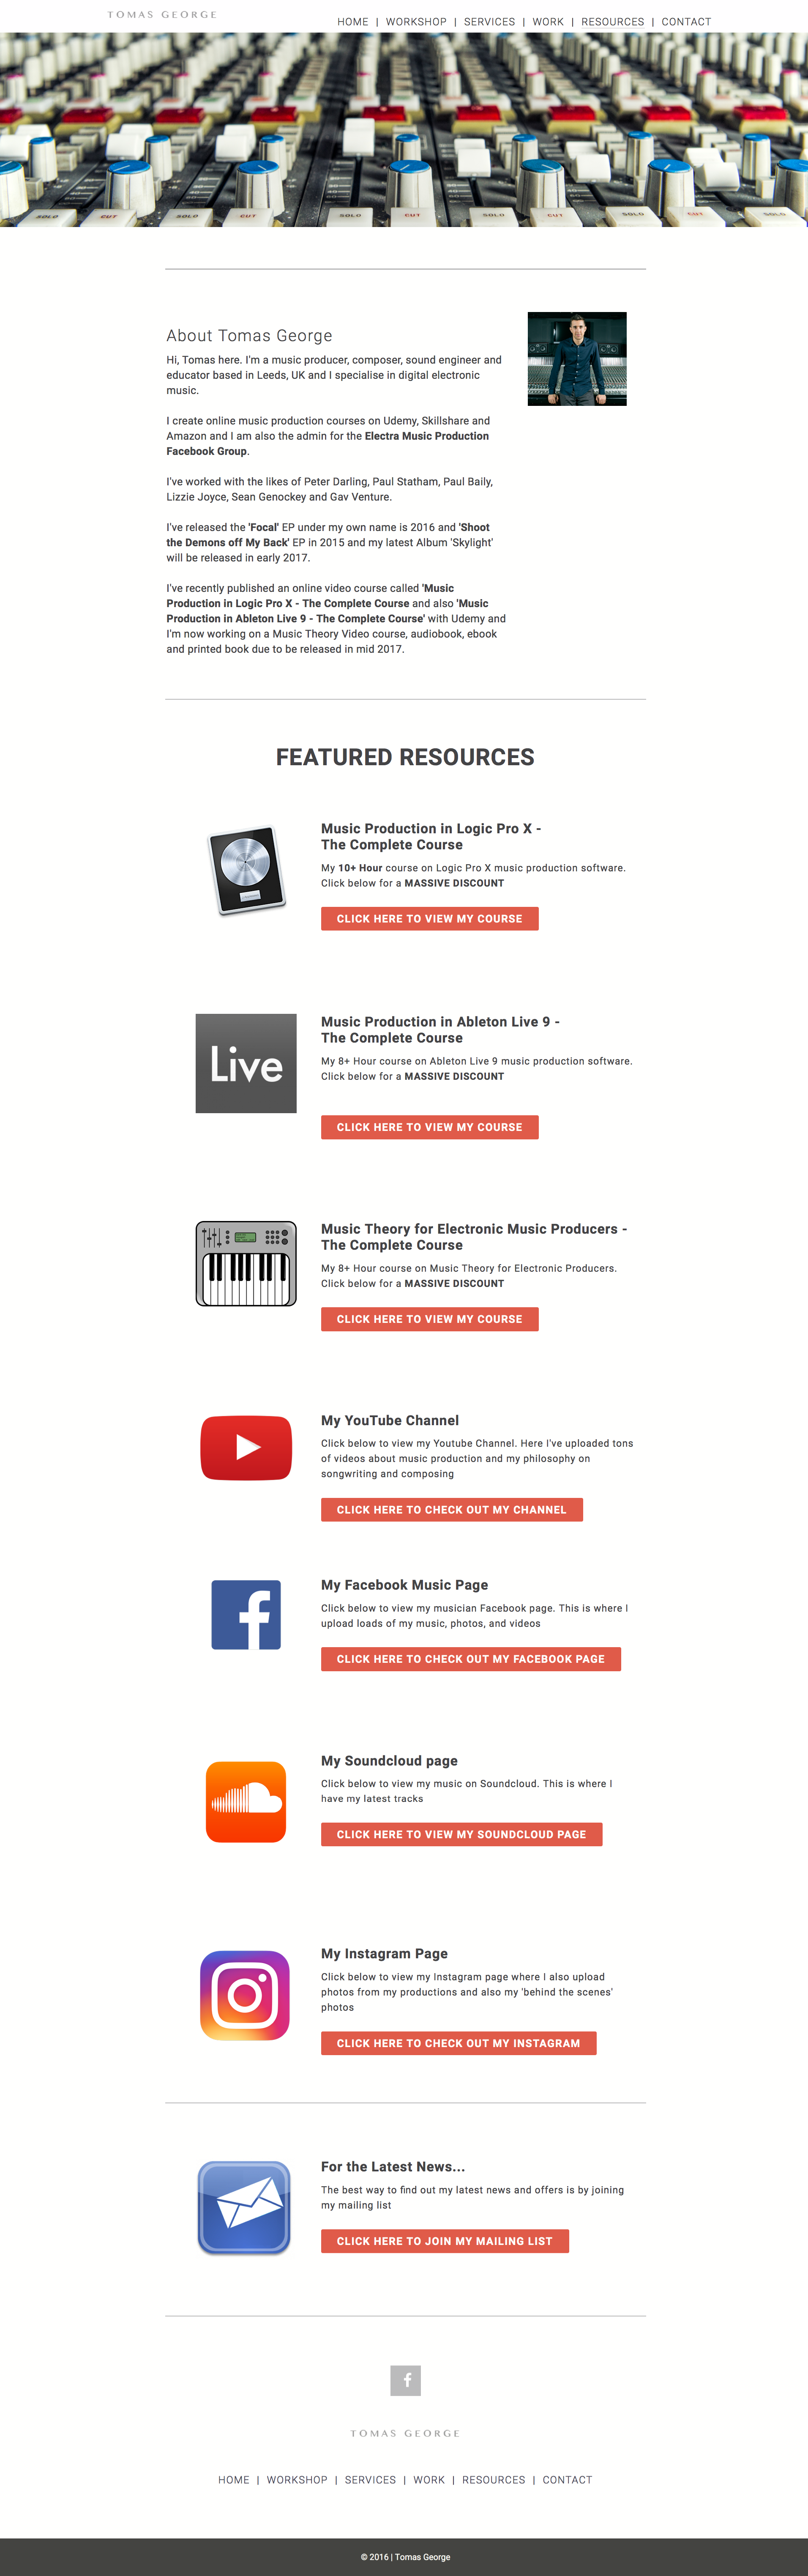 TOMAS GEORGE
HOME | WORKSHOP | SERVICES | WORK | RESOURCES | CONTACT
SOLO CUT SOLO CUT SOLO CUT SOLO CUT SOLO CUT SOLO
About Tomas George
Hi, Tomas here. I'm a music producer, composer, sound engineer and
educator based in Leeds, UK and I specialise in digital electronic
music.
I create online music production courses on Udemy, Skillshare and
Amazon and I am also the admin for the Electra Music Production
Facebook Group.
I've worked with the likes of Peter Darling, Paul Statham, Paul Baily,
Lizzie Joyce, Sean Genockey and Gav Venture.
I've released the 'Focal' EP under my own name is 2016 and 'Shoot
the Demons off My Back' EP in 2015 and my latest Album 'Skylight'
will be released in early 2017.
I've recently published an online video course called 'Music
Production in Logic Pro X - The Complete Course and also 'Music
Production in Ableton Live 9 - The Complete Course' with Udemy and
I'm now working on a Music Theory Video course, audiobook, ebook
and printed book due to be released in mid 2017.
FEATURED RESOURCES
Music Production in Logic Pro X -
The Complete Course
My 10+ Hour course on Logic Pro X music production software.
Click below for a MASSIVE DISCOUNT
CLICK HERE TO VIEW MY COURSE
Live
Music Production in Ableton Live 9 -
The Complete Course
My 8+ Hour course on Ableton Live 9 music production software.
Click below for a MASSIVE DISCOUNT
CLICK HERE TO VIEW MY COURSE
Music Theory for Electronic Music Producers -
The Complete Course
My 8+ Hour course on Music Theory for Electronic Producers.
Click below for a MASSIVE DISCOUNT
CLICK HERE TO VIEW MY COURSE
My YouTube Channel
Click below to view my Youtube Channel. Here I've uploaded tons
of videos about music production and my philosophy on
songwriting and composing
CLICK HERE TO CHECK OUT MY CHANNEL
My Facebook Music Page
Click below to view my musician Facebook page. This is where I
upload loads of my music, photos, and videos
CLICK HERE TO CHECK OUT MY FACEBOOK PAGE
My Soundcloud page
Click below to view my music on Soundcloud. This is where I
have my latest tracks
CLICK HERE TO VIEW MY SOUNDCLOUD PAGE
My Instagram Page
Click below to view my Instagram page where I also upload
photos from my productions and also my 'behind the scenes'
photos
CLICK HERE TO CHECK OUT MY INSTAGRAM
For the Latest News...
The best way to find out my latest news and offers is by joining
my mailing list
CLICK HERE TO JOIN MY MAILING LIST
TOMAS GEORGE
HOME | WORKSHOP | SERVICES | WORK | RESOURCES | CONTACT
© 2016 | Tomas George